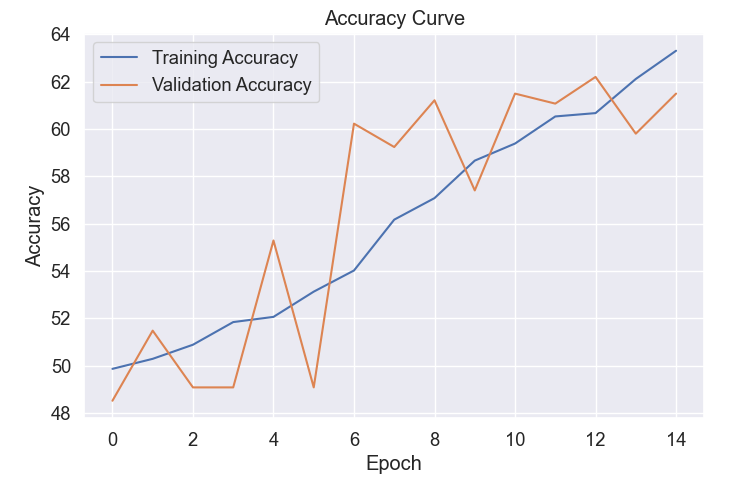 Accuracy Curve
64
Training Accuracy
Validation Accuracy
62
60
58
56
54
52
50
48
Accuracy
0 2 4 6 8 10 12 14
Epoch